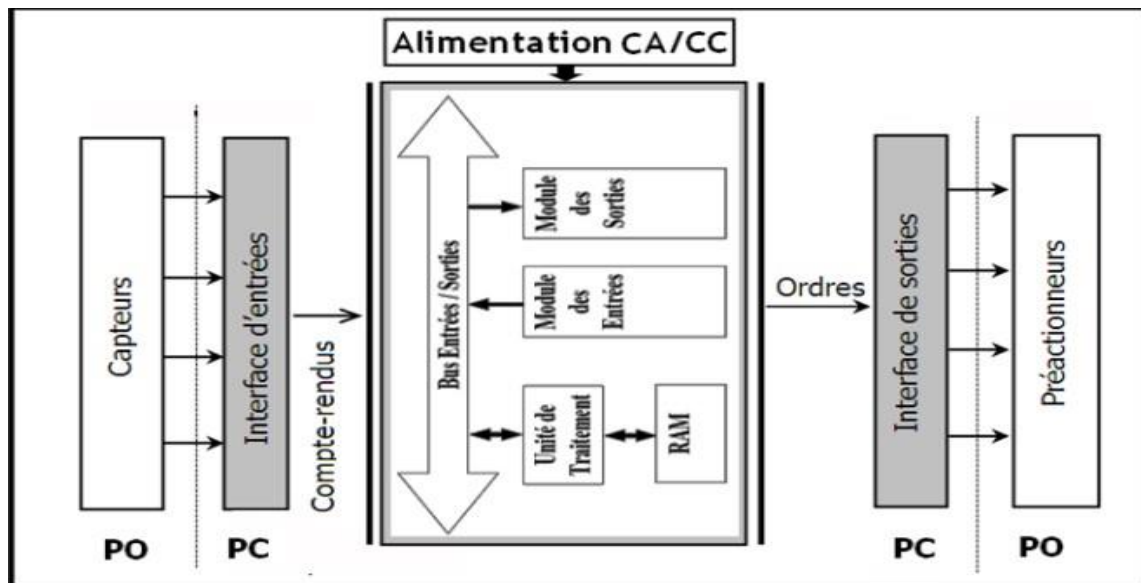 Alimentation CA/CC
Capteurs
Interface d'entrées
Compte-rendus
Bus Entrées / Sorties
Module
des
Sorties
Module
des
Entrées
Unité de
Traitement
RAM
Ordres
Interface de sorties
Préactionneurs
PO
PC
PC
PO